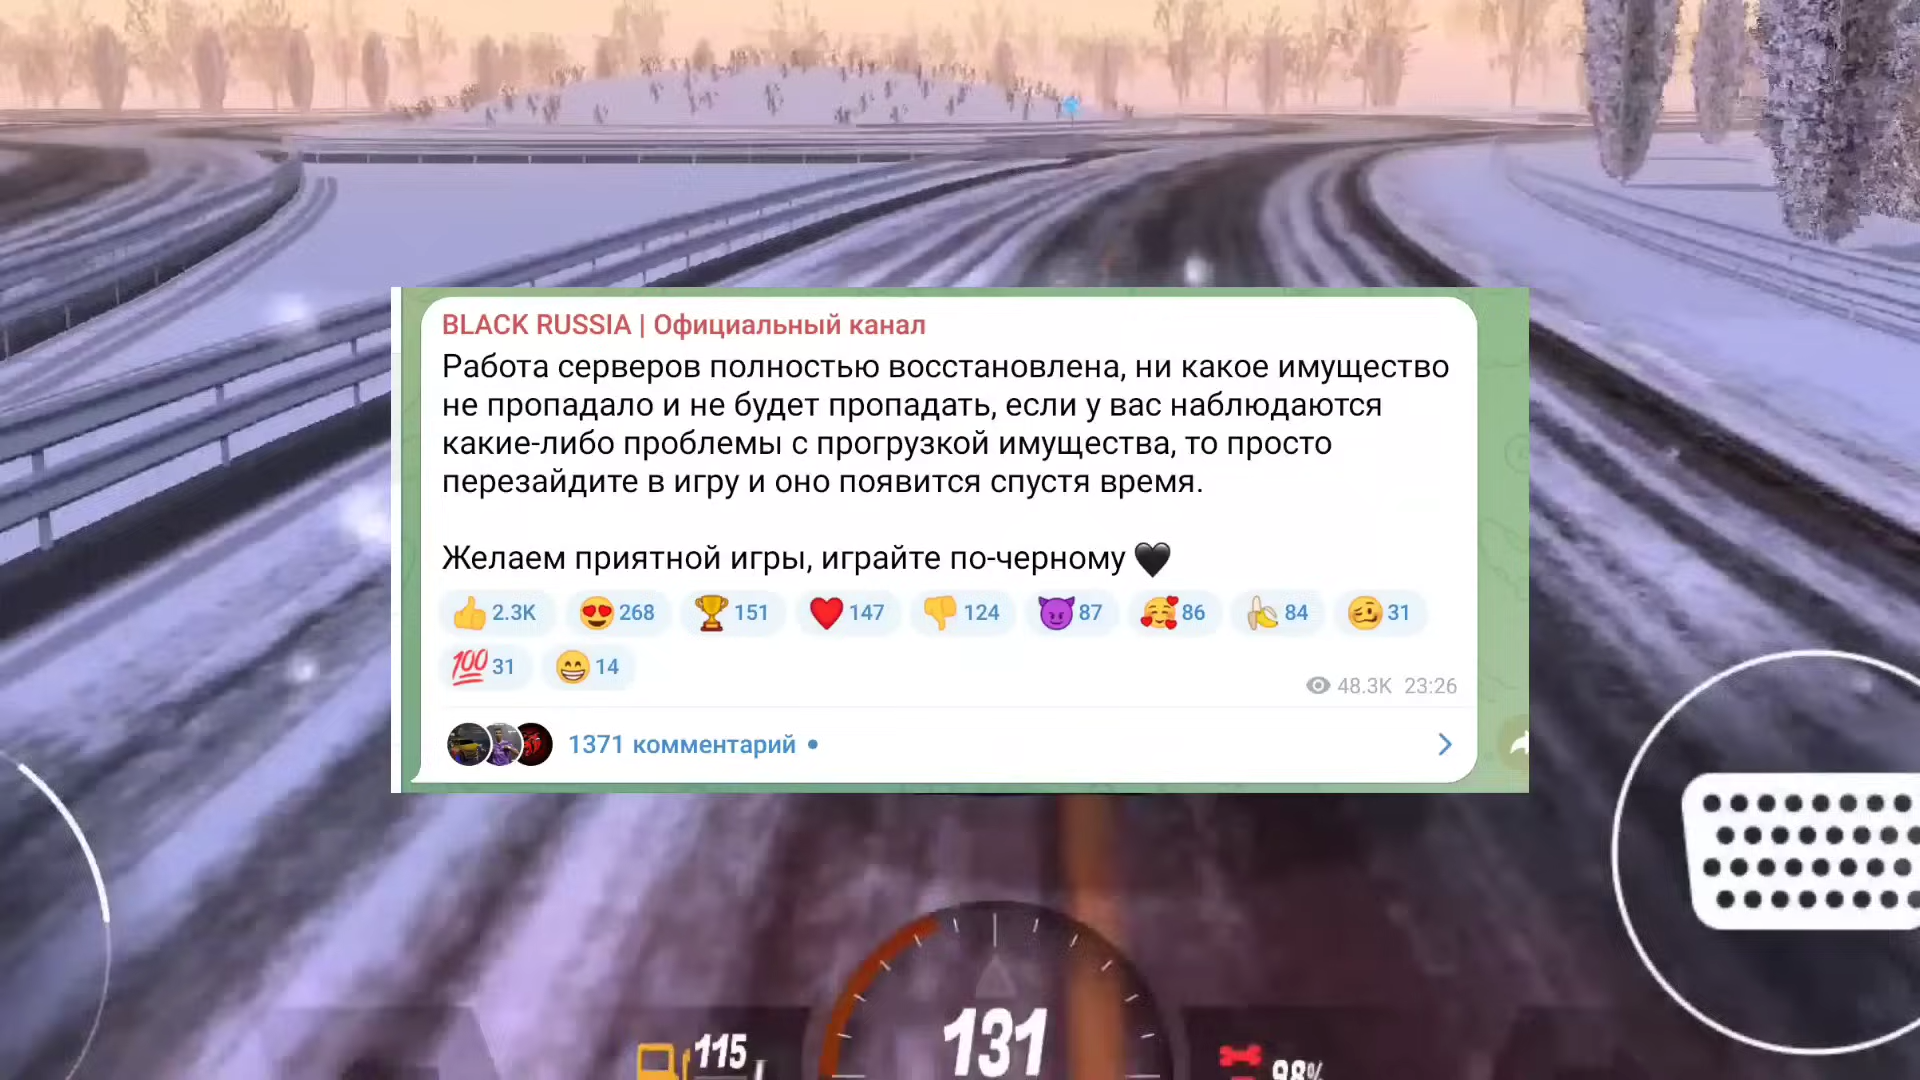 BLACK RUSSIA | Официальный канал
Работа серверов полностью восстановлена, ни какое имущество
не пропадало и не будет пропадать, если у вас наблюдаются
какие-либо проблемы с прогрузкой имущества, то просто
перезайдите в игру и оно появится спустя время.
Желаем приятной игры, играйте по-черному 🖤
👍 2.3K 😍 268 🏆 151 ❤️ 147 👎 124 😈 87 🥰 86 🍌 84 🥴 31
💯 31 😁 14
48.3K 23:26
1371 комментарий
131
115
98%